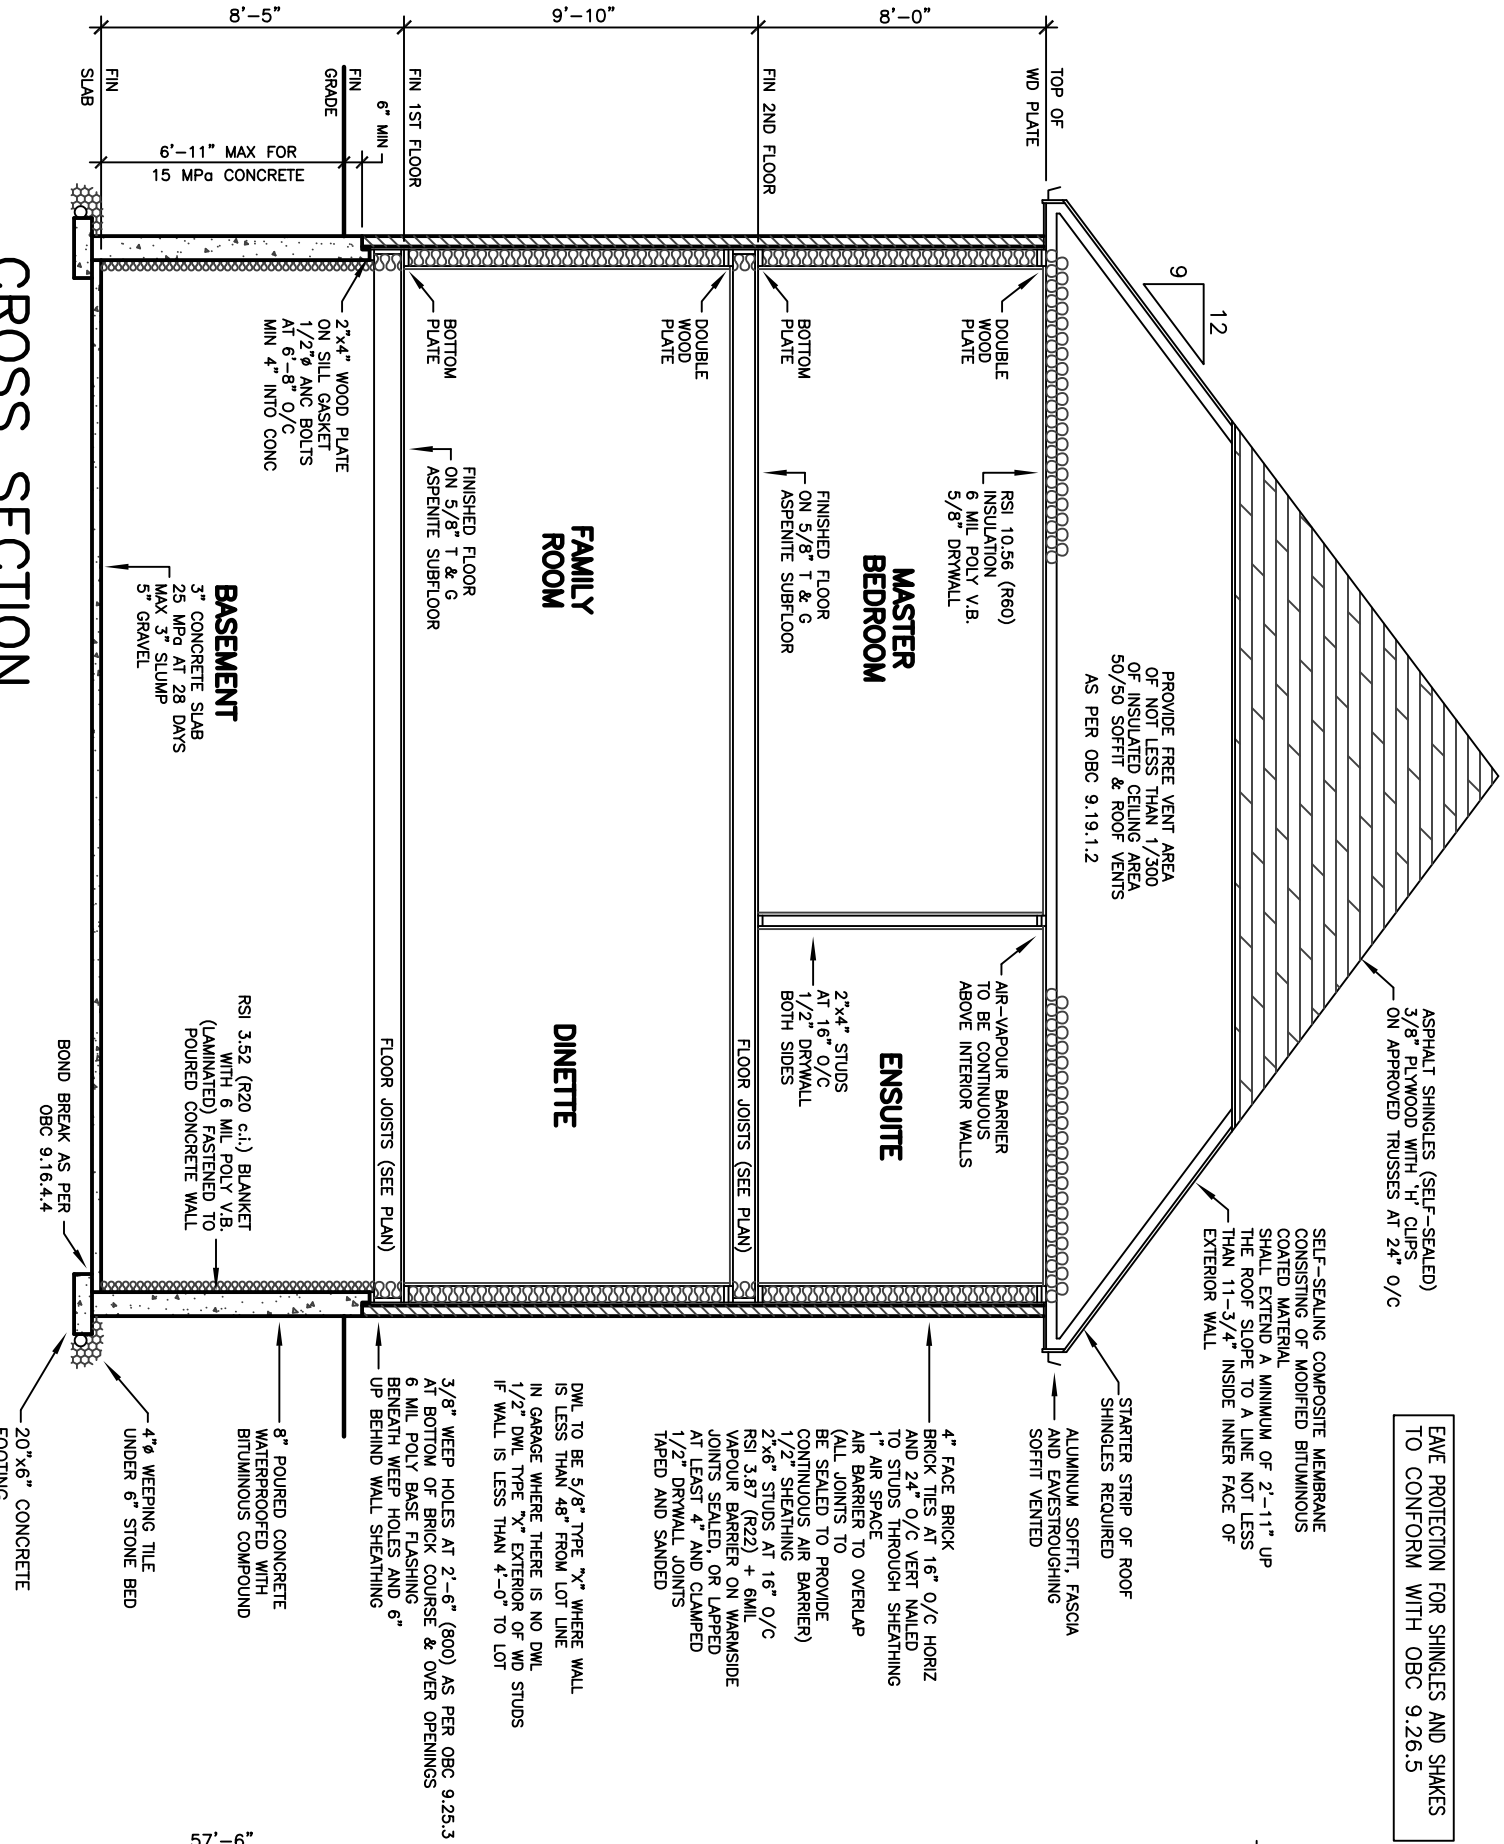 EAVE PROTECTION FOR SHINGLES AND SHAKES
TO CONFORM WITH OBC 9.26.5
ASPHALT SHINGLES (SELF-SEALED)
3/8" PLYWOOD WITH 'H' CLIPS
ON APPROVED TRUSSES AT 24" O/C
SELF-SEALING COMPOSITE MEMBRANE
CONSISTING OF MODIFIED BITUMINOUS
COATED MATERIAL
SHALL EXTEND A MINIMUM OF 2'-11" UP
THE ROOF SLOPE TO A LINE NOT LESS
THAN 11-3/4" INSIDE INNER FACE OF
EXTERIOR WALL
12
9
STARTER STRIP OF ROOF
SHINGLES REQUIRED
PROVIDE FREE VENT AREA
OF NOT LESS THAN 1/300
OF INSULATED CEILING AREA
50/50 SOFFIT & ROOF VENTS
AS PER OBC 9.19.1.2
ALUMINUM SOFFIT, FASCIA
AND EAVESTROUGHING
SOFFIT VENTED
TOP OF
WD PLATE
8'-0"
DOUBLE
WOOD
PLATE
RSI 10.56 (R60)
INSULATION
6 MIL POLY V.B.
5/8" DRYWALL
AIR-VAPOUR BARRIER
TO BE CONTINUOUS
ABOVE INTERIOR WALLS
MASTER
BEDROOM
ENSUITE
4" FACE BRICK
BRICK TIES AT 16" O/C HORIZ
AND 24" O/C VERT NAILED
TO STUDS THROUGH SHEATHING
1" AIR SPACE
AIR BARRIER TO OVERLAP
(ALL JOINTS TO
BE SEALED TO PROVIDE
CONTINUOUS AIR BARRIER)
1/2" SHEATHING
2"x6" STUDS AT 16" O/C
RSI 3.87 (R22) + 6MIL
VAPOUR BARRIER ON WARMSIDE
JOINTS SEALED, OR LAPPED
AT LEAST 4" AND CLAMPED
1/2" DRYWALL JOINTS
TAPED AND SANDED
2"x4" STUDS
AT 16" O/C
1/2" DRYWALL
BOTH SIDES
BOTTOM
PLATE
FINISHED FLOOR
ON 5/8" T & G
ASPENITE SUBFLOOR
FIN 2ND FLOOR
FLOOR JOISTS (SEE PLAN)
9'-10"
DOUBLE
WOOD
PLATE
FAMILY
ROOM
DINETTE
DWL TO BE 5/8" TYPE "X" WHERE WALL
IS LESS THAN 48" FROM LOT LINE
IN GARAGE WHERE THERE IS NO DWL
1/2" DWL TYPE "X" EXTERIOR OF WD STUDS
IF WALL IS LESS THAN 4'-0" TO LOT
BOTTOM
PLATE
FINISHED FLOOR
ON 5/8" T & G
ASPENITE SUBFLOOR
FIN 1ST FLOOR
FLOOR JOISTS (SEE PLAN)
3/8" WEEP HOLES AT 2'-6" (800) AS PER OBC 9.25.3
AT BOTTOM OF BRICK COURSE & OVER OPENINGS
6 MIL POLY BASE FLASHING
BENEATH WEEP HOLES AND 6"
UP BEHIND WALL SHEATHING
6" MIN
FIN
GRADE
8'-5"
2"x4" WOOD PLATE
ON SILL GASKET
1/2"ø ANC BOLTS
AT 6'-8" O/C
MIN 4" INTO CONC
6'-11" MAX FOR
15 MPa CONCRETE
BASEMENT
3" CONCRETE SLAB
25 MPa AT 28 DAYS
MAX 3" SLUMP
5" GRAVEL
RSI 3.52 (R20 c.i.) BLANKET
WITH 6 MIL POLY V.B.
(LAMINATED) FASTENED TO
POURED CONCRETE WALL
8" POURED CONCRETE
WATERPROOFED WITH
BITUMINOUS COMPOUND
4"ø WEEPING TILE
UNDER 6" STONE BED
FIN
SLAB
BOND BREAK AS PER
OBC 9.16.4.4
20"x6" CONCRETE
FOOTING
CROSS SECTION
57'-6"